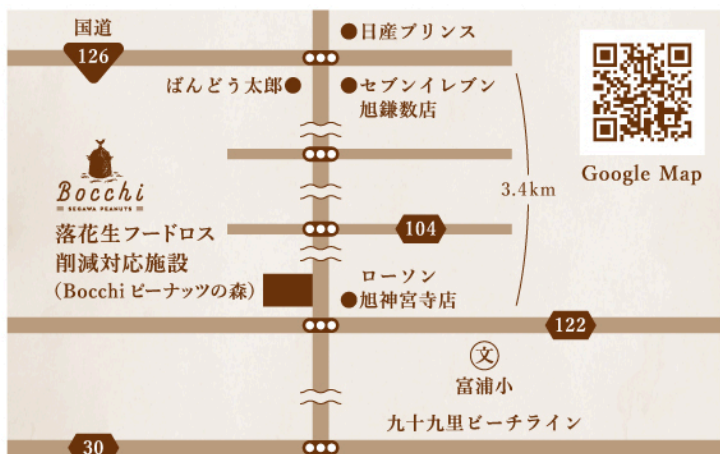 国道
126
●日産プリンス
ばんどう太郎●
●セブンイレブン
旭鎌数店
Google Map
3.4km
Bocchi
SEGAWA PEANUTS
104
落花生フードロス
削減対応施設
(Bocchi ピーナッツの森)
ローソン
●旭神宮寺店
122
文
富浦小
九十九里ビーチライン
30